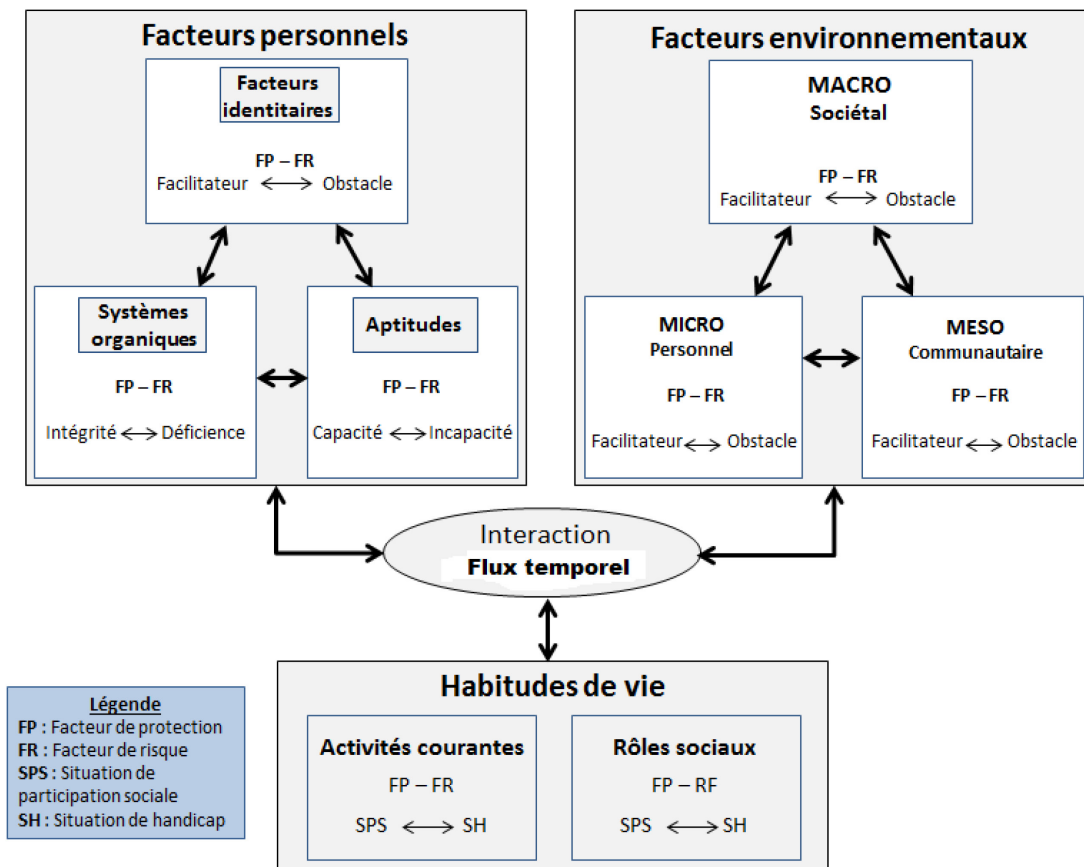 Facteurs personnels
Facteurs
identitaires
FP – FR
Facilitateur ⟷ Obstacle
Systèmes
organiques
FP – FR
Intégrité ⟷ Déficience
Aptitudes
FP – FR
Capacité ⟷ Incapacité
Facteurs environnementaux
MACRO
Sociétal
FP – FR
Facilitateur ⟷ Obstacle
MICRO
Personnel
FP – FR
Facilitateur ⟷ Obstacle
MESO
Communautaire
FP – FR
Facilitateur ⟷ Obstacle
Interaction
Flux temporel
Habitudes de vie
Activités courantes
FP – FR
SPS ⟷ SH
Rôles sociaux
FP – RF
SPS ⟷ SH
Légende
FP : Facteur de protection
FR : Facteur de risque
SPS : Situation de
participation sociale
SH : Situation de handicap